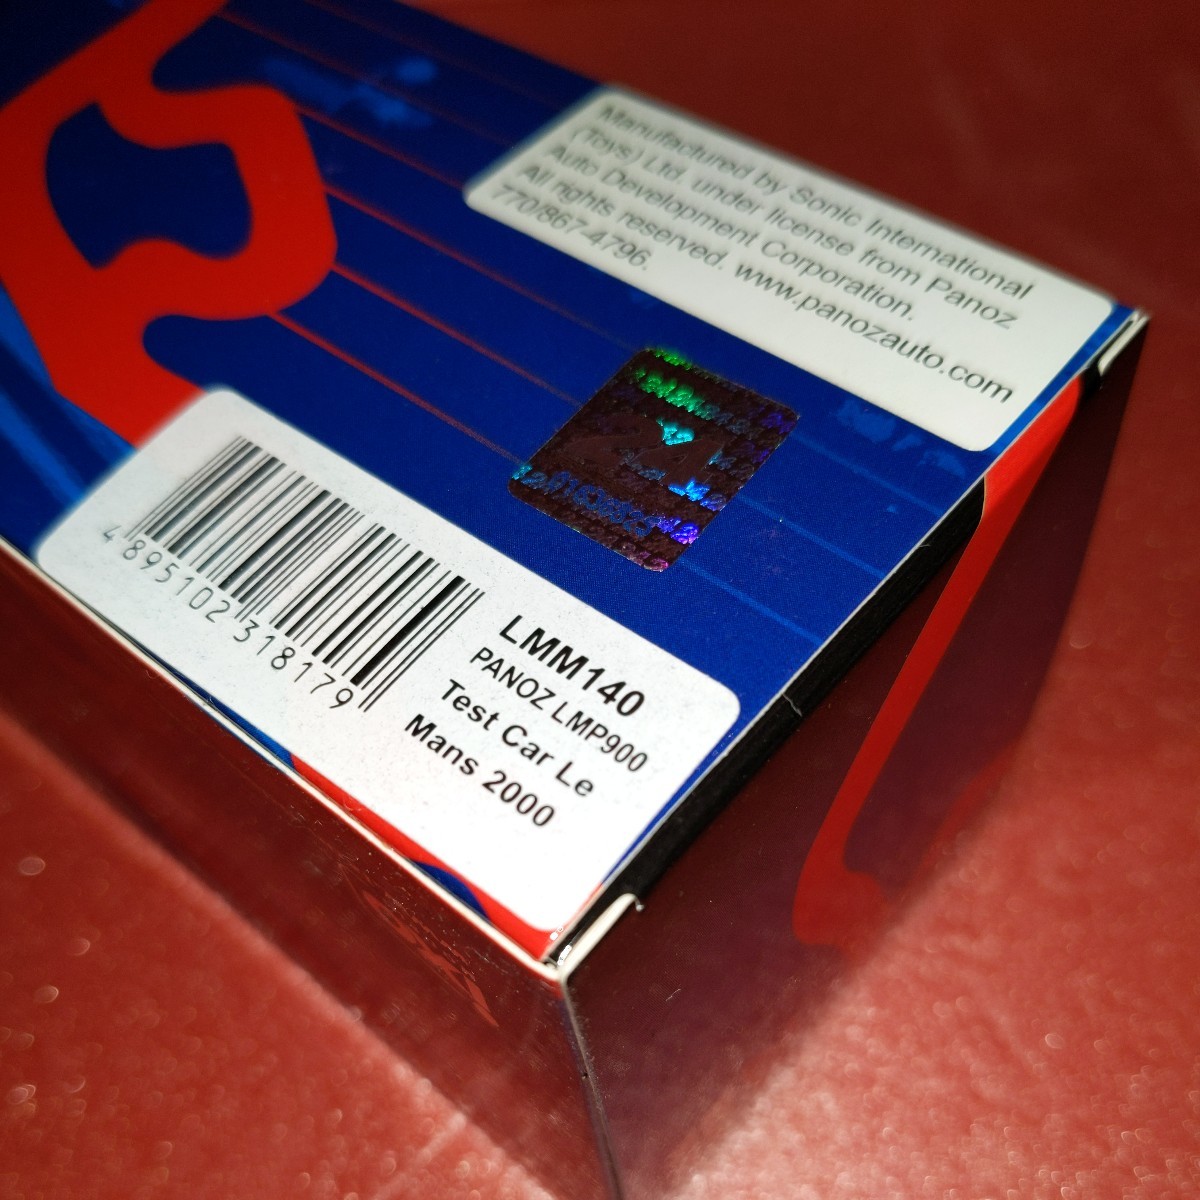 Manufactured by Sonic International
(Toys) Ltd. under license from Panoz
Auto Development Corporation.
All rights reserved. www.panozauto.com
770/867-4796.
4 895102 318179
LMM140
PANOZ LMP900
Test Car Le
Mans 2000